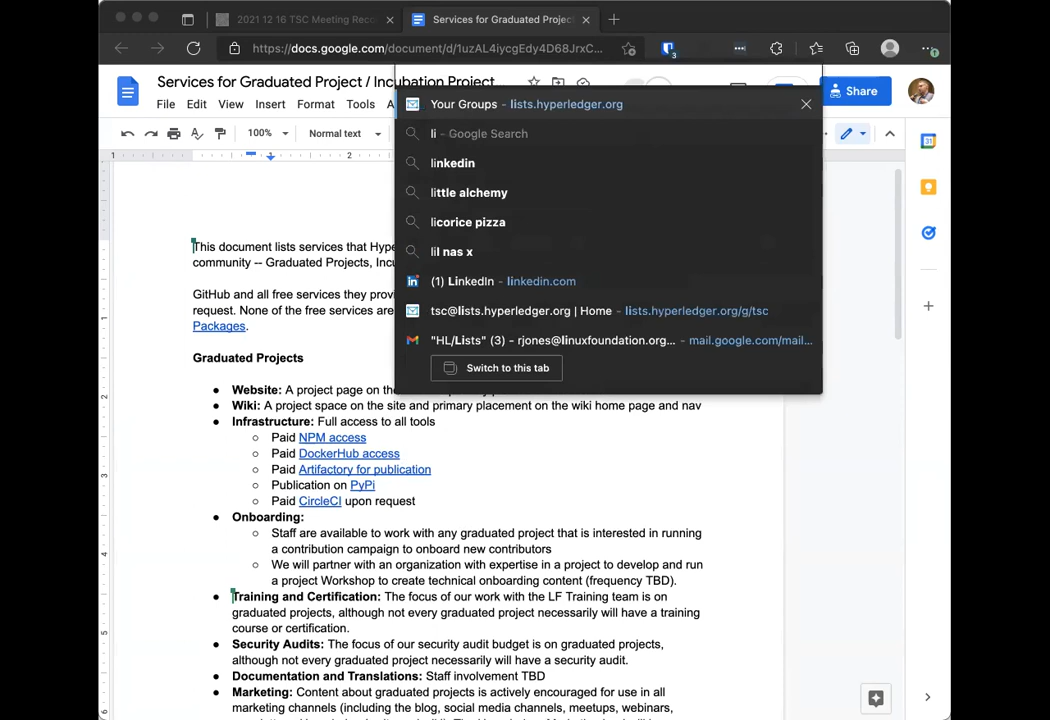 2021 12 16 TSC Meeting Reco
Services for Graduated Project
https://docs.google.com/document/d/1uzAL4iycgEdy4D68JrxC...
3
Services for Graduated Project / Incubation Project
File Edit View Insert Format Tools A
Share
100% Normal text
1 1 2
31
Your Groups - lists.hyperledger.org
li - Google Search
linkedin
little alchemy
licorice pizza
lil nas x
(1) LinkedIn - linkedin.com
tsc@lists.hyperledger.org | Home - lists.hyperledger.org/g/tsc
"HL/Lists" (3) - rjones@linuxfoundation.org... - mail.google.com/mail...
Switch to this tab
This document lists services that Hype
community -- Graduated Projects, Incu
GitHub and all free services they provi
request. None of the free services are
Packages.
Graduated Projects
● Website: A project page on the
● Wiki: A project space on the site and primary placement on the wiki home page and nav
● Infrastructure: Full access to all tools
○ Paid NPM access
○ Paid DockerHub access
○ Paid Artifactory for publication
○ Publication on PyPi
○ Paid CircleCI upon request
● Onboarding:
○ Staff are available to work with any graduated project that is interested in running
a contribution campaign to onboard new contributors
○ We will partner with an organization with expertise in a project to develop and run
a project Workshop to create technical onboarding content (frequency TBD).
● Training and Certification: The focus of our work with the LF Training team is on
graduated projects, although not every graduated project necessarily will have a training
course or certification.
● Security Audits: The focus of our security audit budget is on graduated projects,
although not every project necessarily will have a security audit.
● Documentation and Translations: Staff involvement TBD
● Marketing: Content about graduated projects is actively encouraged for use in all
marketing channels (including the blog, social media channels, meetups, webinars,